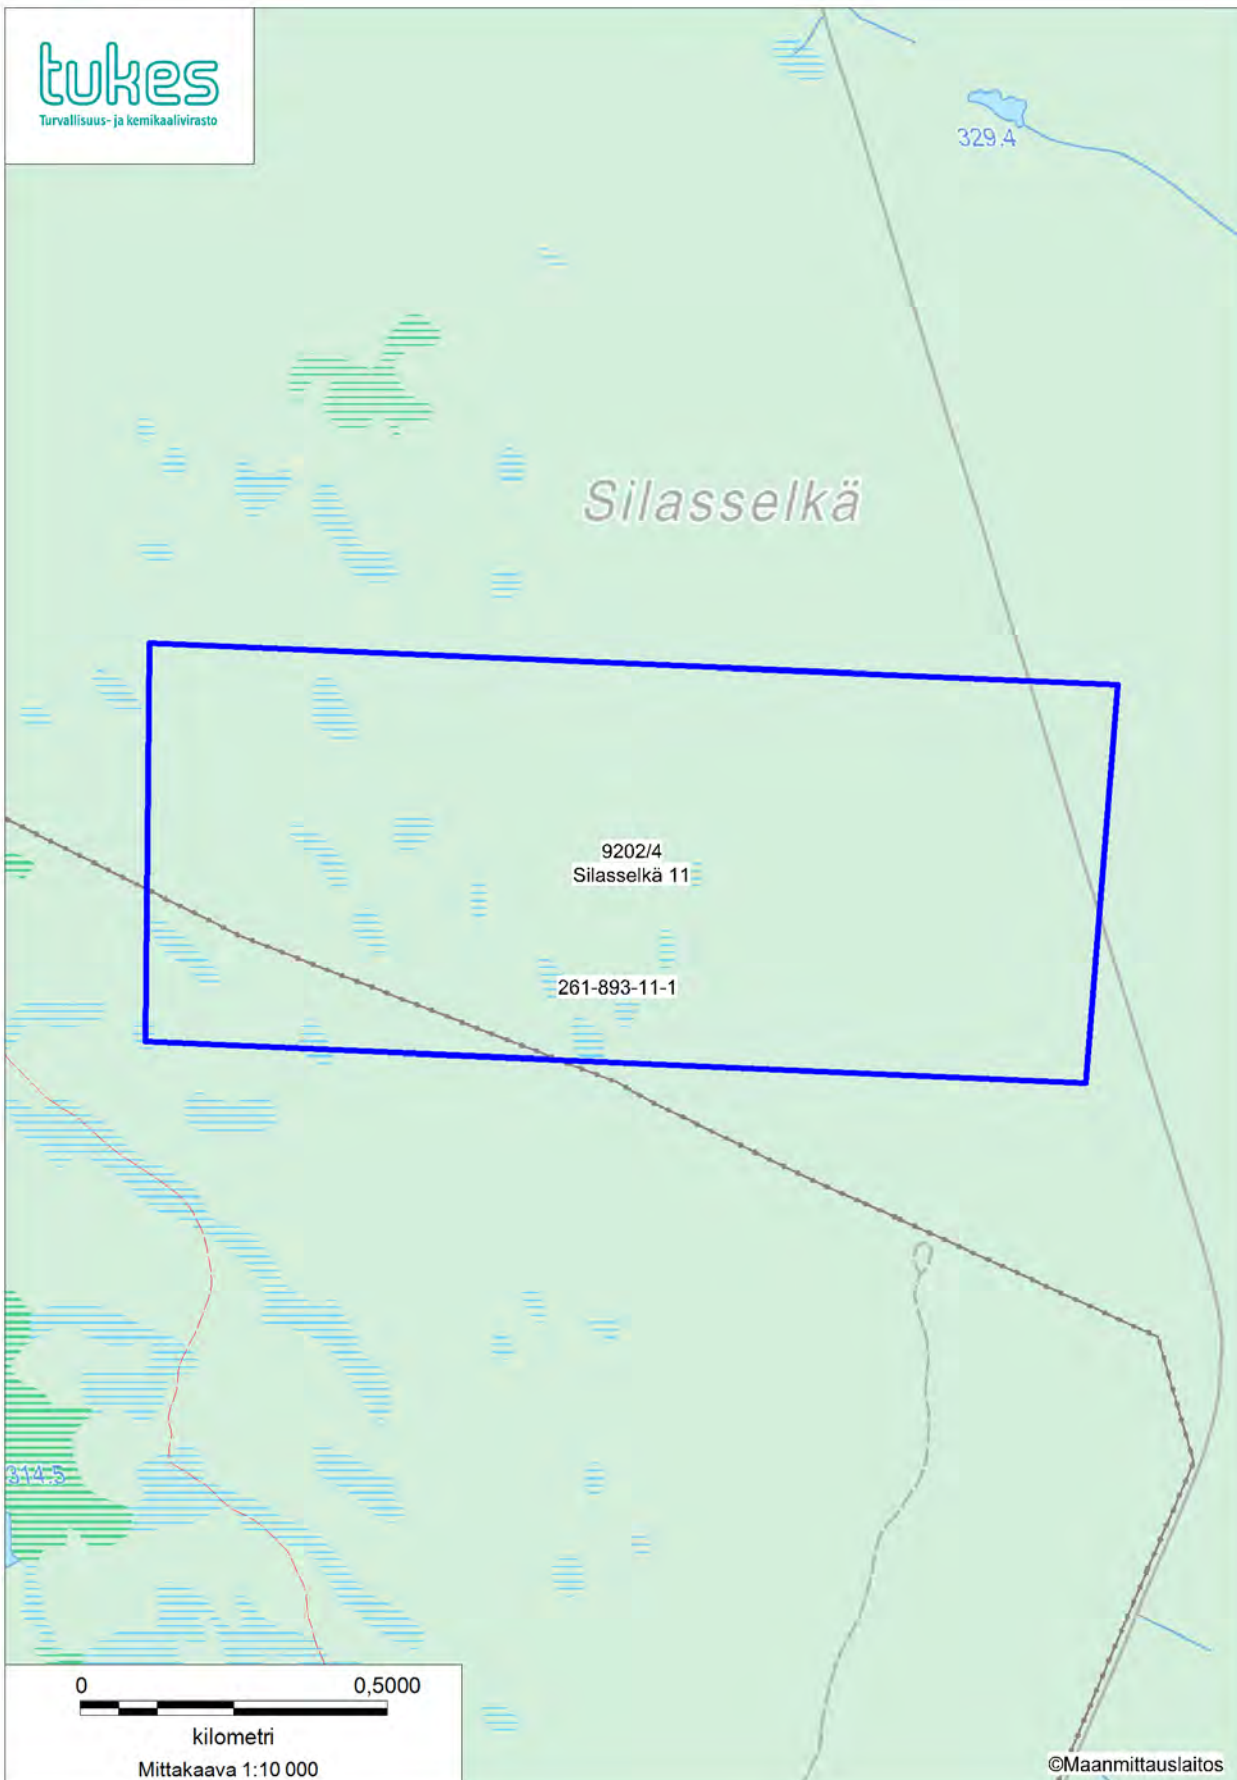 tukes
Turvallisuus- ja kemikaalivirasto
329.4
Silasselkä
9202/4
Silasselkä 11
261-893-11-1
314.5
0 0,5000
kilometri
Mittakaava 1:10 000
©Maanmittauslaitos